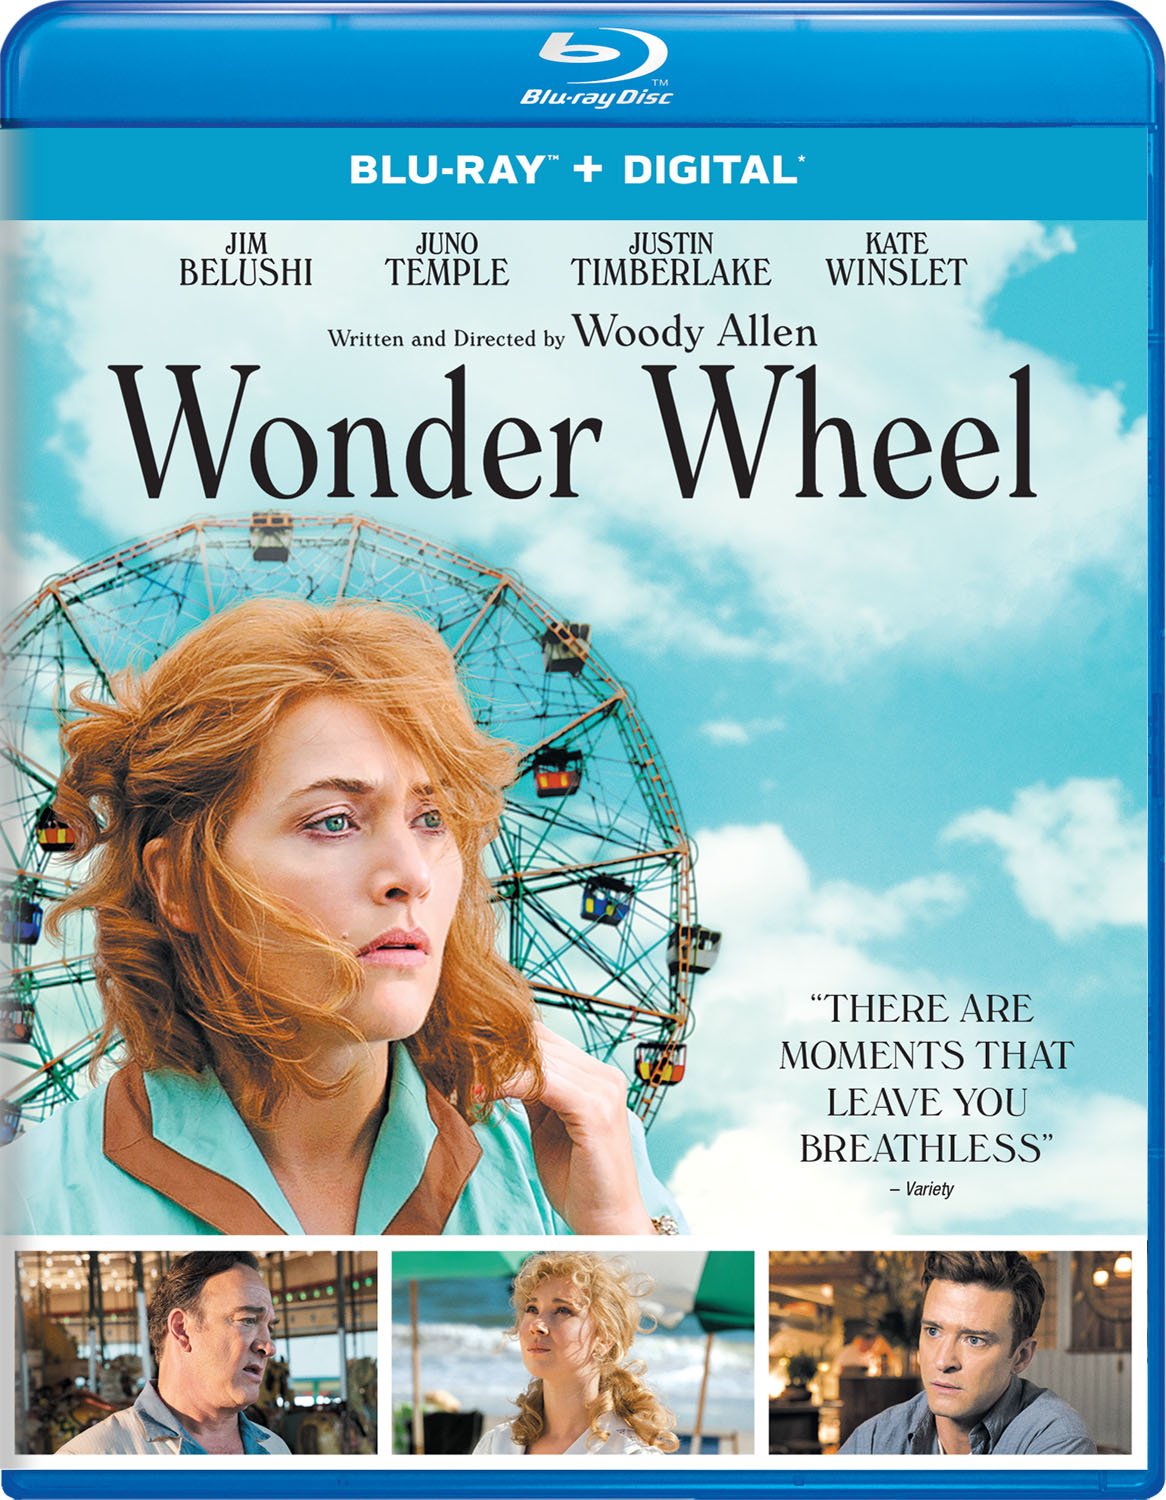 Blu-ray Disc™
BLU-RAY™ + DIGITAL*
JIM BELUSHI
JUNO TEMPLE
JUSTIN TIMBERLAKE
KATE WINSLET
Written and Directed by Woody Allen
Wonder Wheel
“THERE ARE
MOMENTS THAT
LEAVE YOU
BREATHLESS”
– Variety